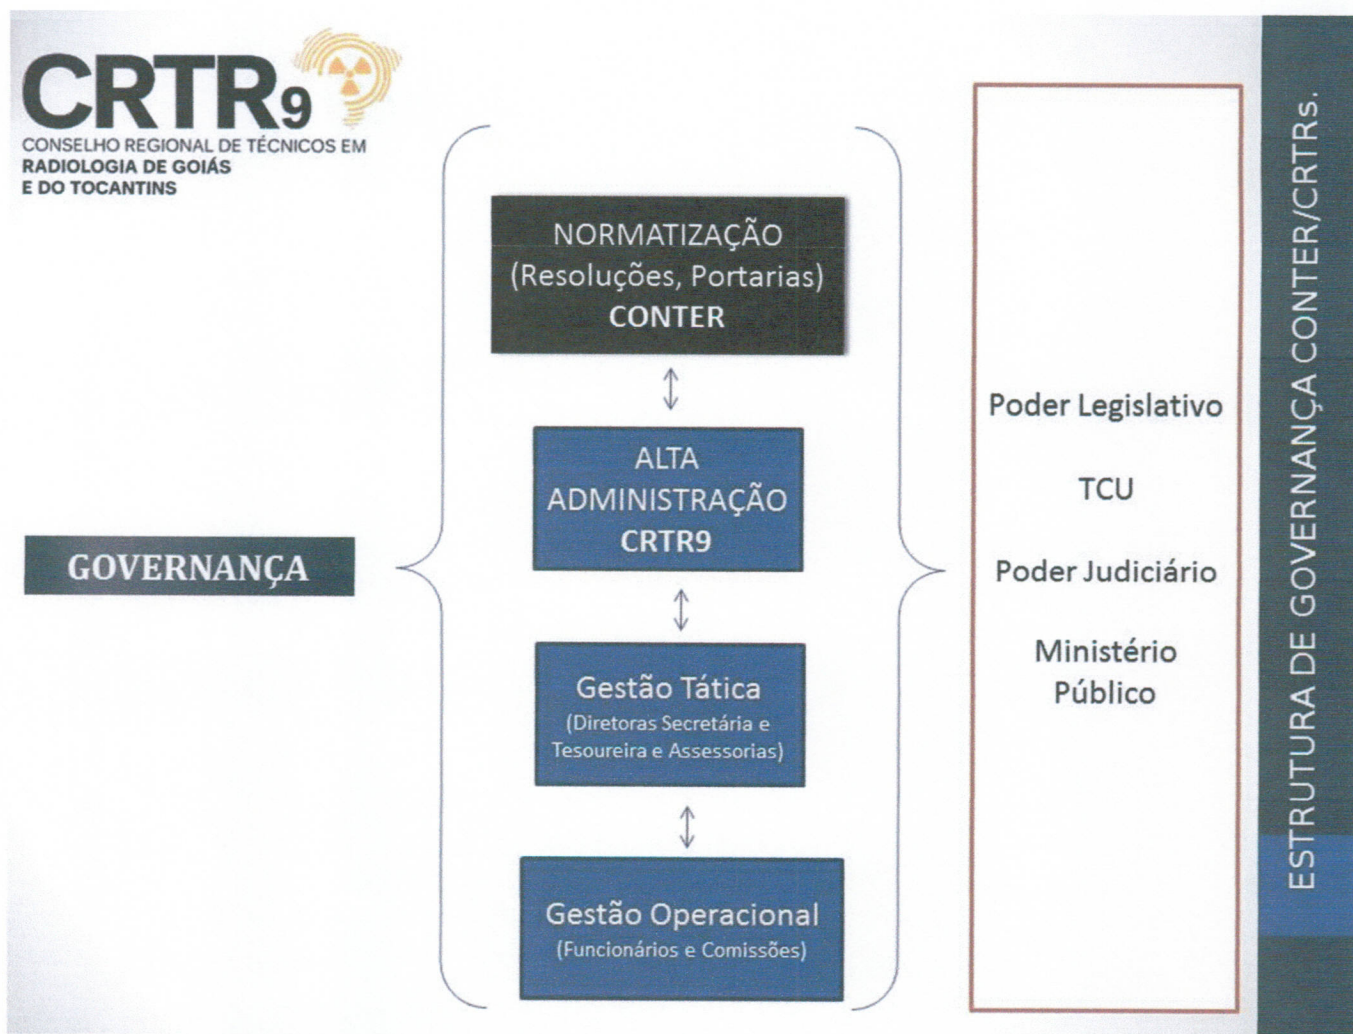 CRTR9
CONSELHO REGIONAL DE TÉCNICOS EM
RADIOLOGIA DE GOIÁS
E DO TOCANTINS
GOVERNANÇA
NORMATIZAÇÃO
(Resoluções, Portarias)
CONTER
ALTA
ADMINISTRAÇÃO
CRTR9
Gestão Tática
(Diretoras Secretária e
Tesoureira e Assessorias)
Gestão Operacional
(Funcionários e Comissões)
Poder Legislativo
TCU
Poder Judiciário
Ministério
Público
ESTRUTURA DE GOVERNANÇA CONTER/CRTRs.